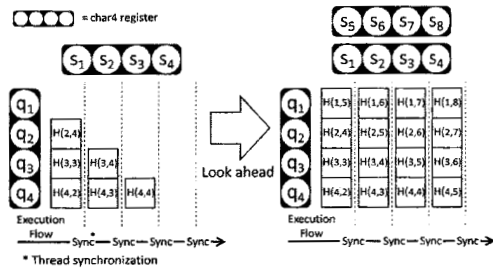 = char4 register
S5 S6 S7 S8
S1 S2 S3 S4
S1 S2 S3 S4
q1
q2 H(2,4)
q3 H(3,3) H(3,4)
q4 H(4,2) H(4,3) H(4,4)
Execution
Flow
Sync* Sync Sync Sync
* Thread synchronization
Look ahead
q1 H(1,5) H(1,6) H(1,7) H(1,8)
q2 H(2,4) H(2,5) H(2,6) H(2,7)
q3 H(3,3) H(3,4) H(3,5) H(3,6)
q4 H(4,2) H(4,3) H(4,4) H(4,5)
Execution
Flow
Sync Sync Sync Sync